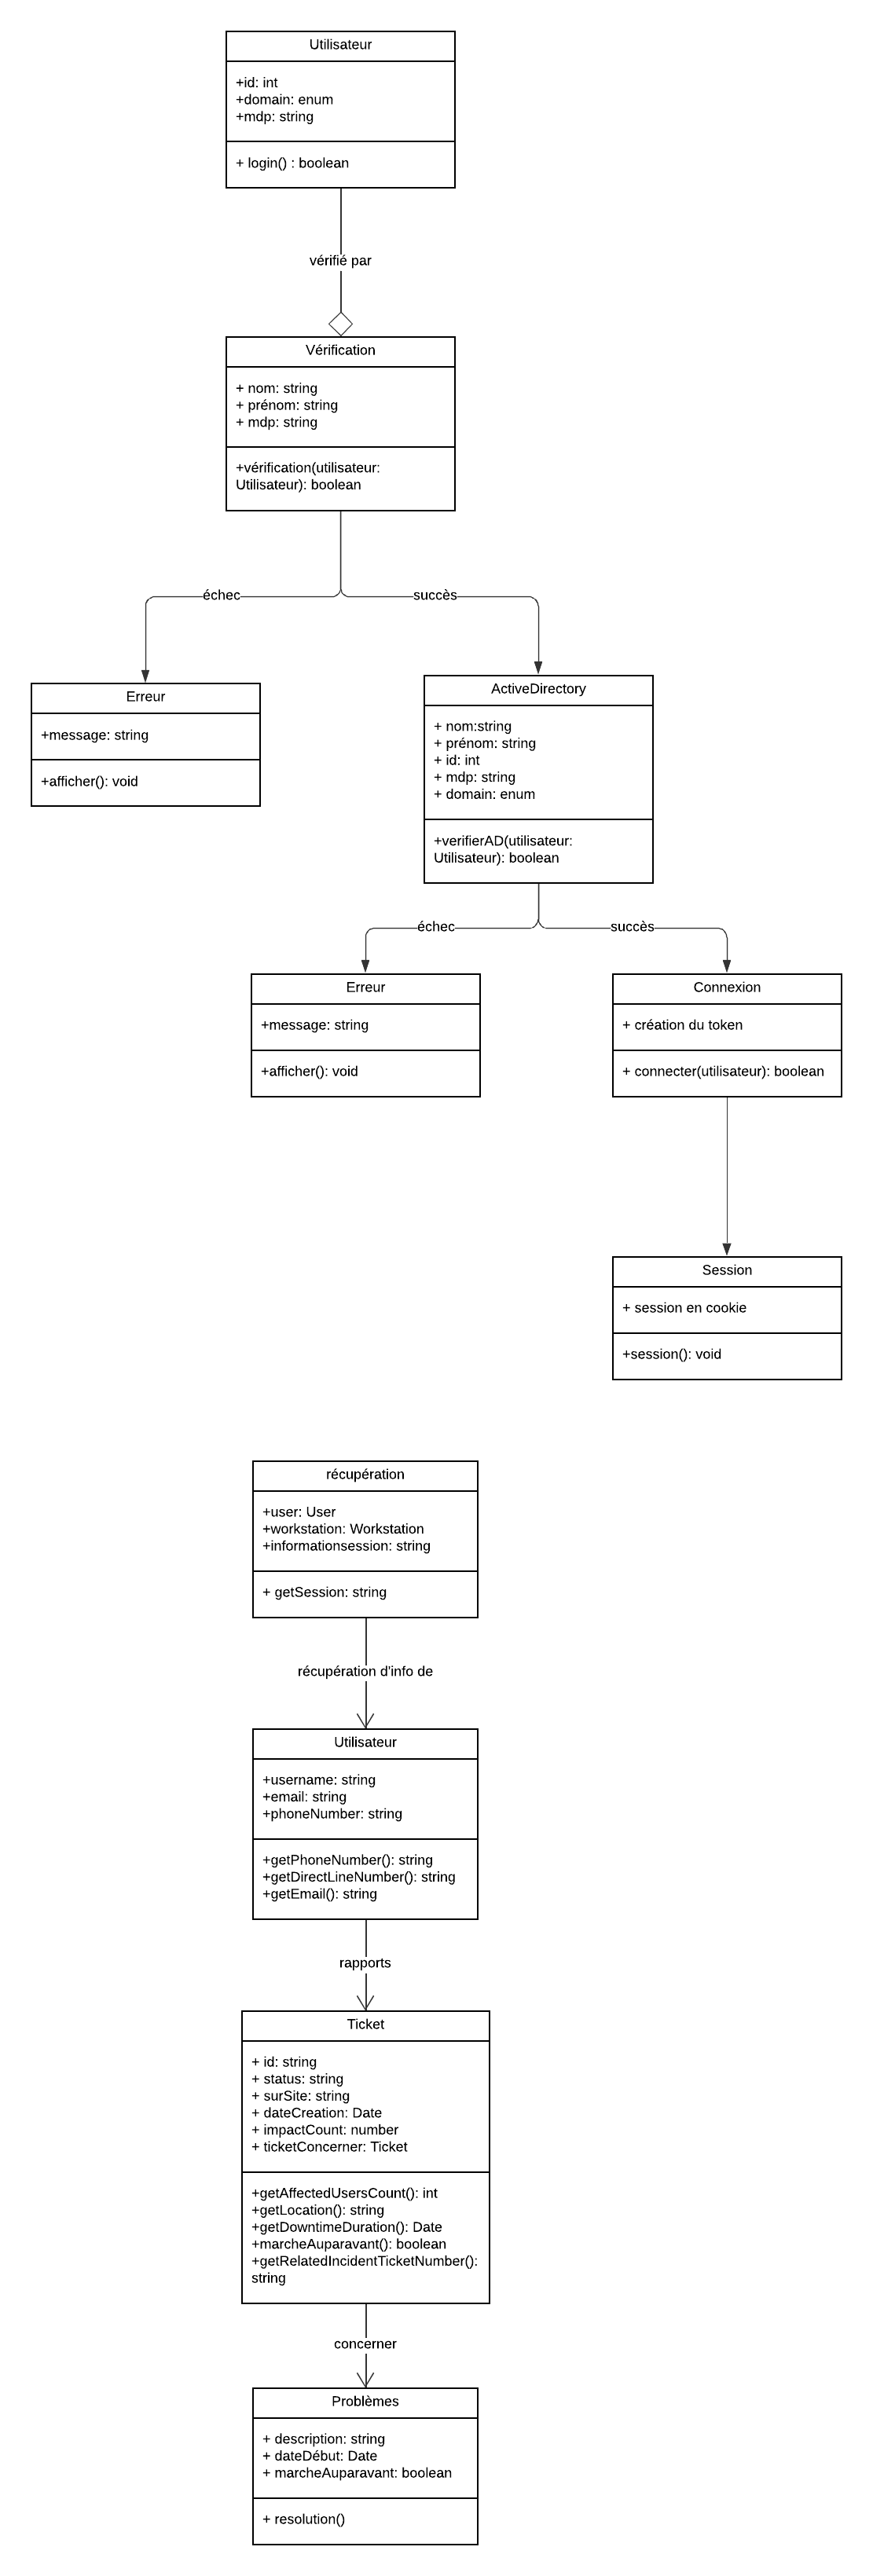 Utilisateur
+id: int
+domain: enum
+mdp: string
+ login() : boolean
vérifié par
Vérification
+ nom: string
+ prénom: string
+ mdp: string
+vérification(utilisateur:
Utilisateur): boolean
échec
succès
Erreur
+message: string
+afficher(): void
ActiveDirectory
+ nom:string
+ prénom: string
+ id: int
+ mdp: string
+ domain: enum
+verifierAD(utilisateur:
Utilisateur): boolean
échec
succès
Erreur
+message: string
+afficher(): void
Connexion
+ création du token
+ connecter(utilisateur): boolean
Session
+ session en cookie
+session(): void
récupération
+user: User
+workstation: Workstation
+informationsession: string
+ getSession: string
récupération d'info de
Utilisateur
+username: string
+email: string
+phoneNumber: string
+getPhoneNumber(): string
+getDirectLineNumber(): string
+getEmail(): string
rapports
Ticket
+ id: string
+ status: string
+ surSite: string
+ dateCreation: Date
+ impactCount: number
+ ticketConcerner: Ticket
+getAffectedUsersCount(): int
+getLocation(): string
+getDowntimeDuration(): Date
+marcheAuparavant(): boolean
+getRelatedIncidentTicketNumber():
string
concerner
Problèmes
+ description: string
+ dateDébut: Date
+ marcheAuparavant: boolean
+ resolution()